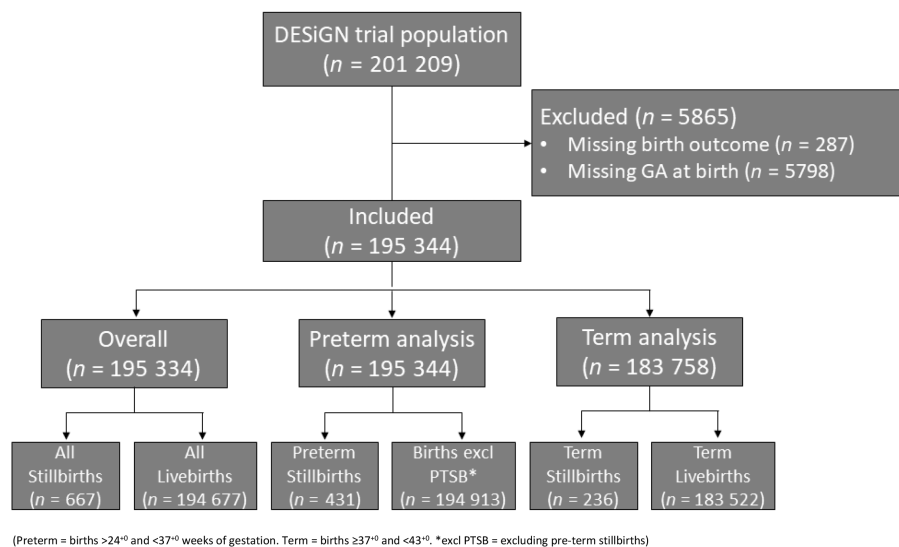 DESiGN trial population
(n = 201 209)
Excluded (n = 5865)
• Missing birth outcome (n = 287)
• Missing GA at birth (n = 5798)
Included
(n = 195 344)
Overall
(n = 195 334)
Preterm analysis
(n = 195 344)
Term analysis
(n = 183 758)
All
Stillbirths
(n = 667)
All
Livebirths
(n = 194 677)
Preterm
Stillbirths
(n = 431)
Births excl
PTSB*
(n = 194 913)
Term
Stillbirths
(n = 236)
Term
Livebirths
(n = 183 522)
(Preterm = births >24⁺⁰ and <37⁺⁰ weeks of gestation. Term = births ≥37⁺⁰ and <43⁺⁰. *excl PTSB = excluding pre-term stillbirths)